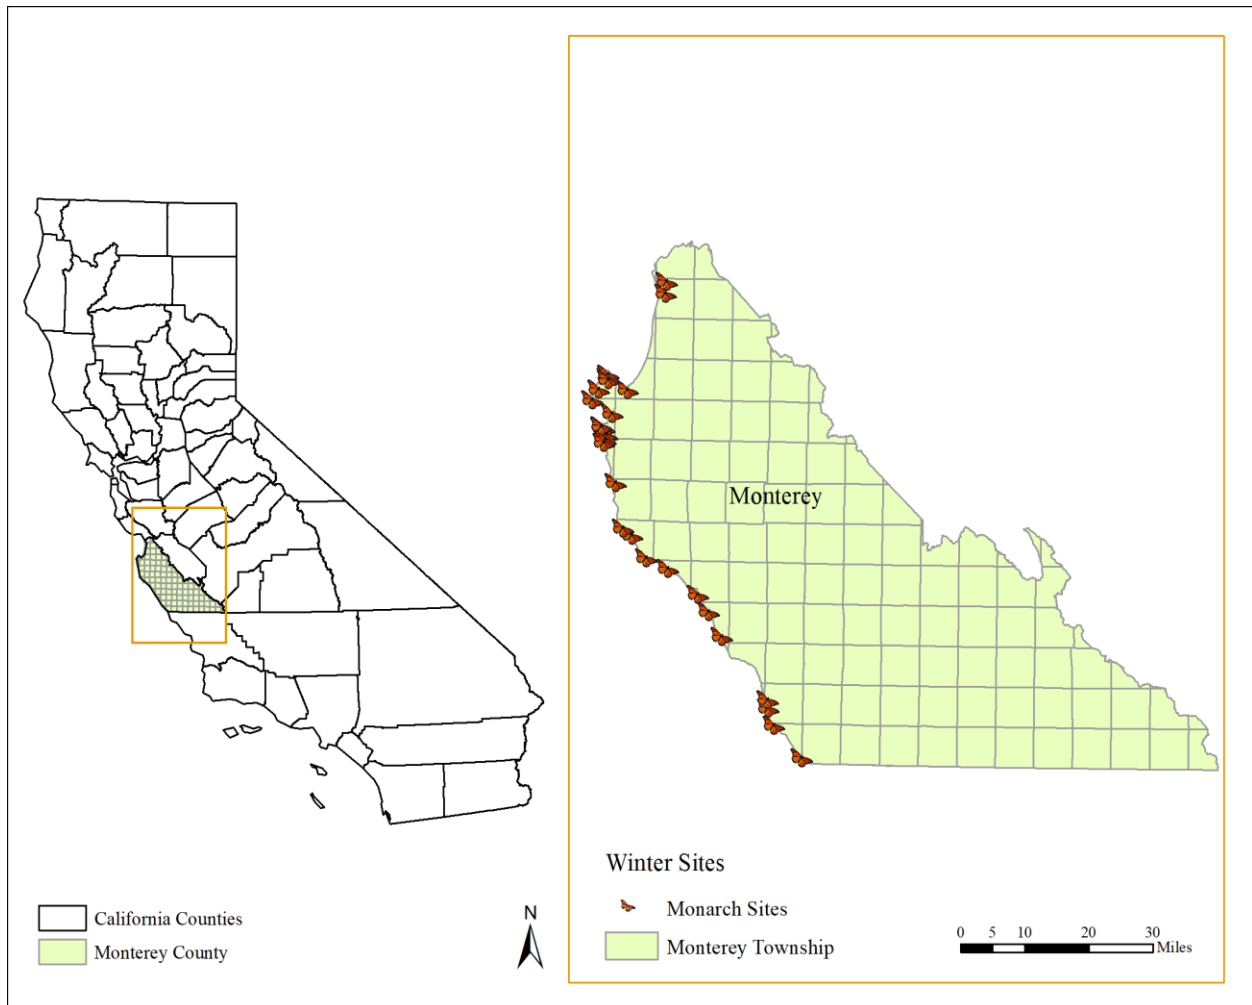 Monterey
California Counties
Monterey County
N
Winter Sites
Monarch Sites
Monterey Township
0 5 10 20 30
Miles